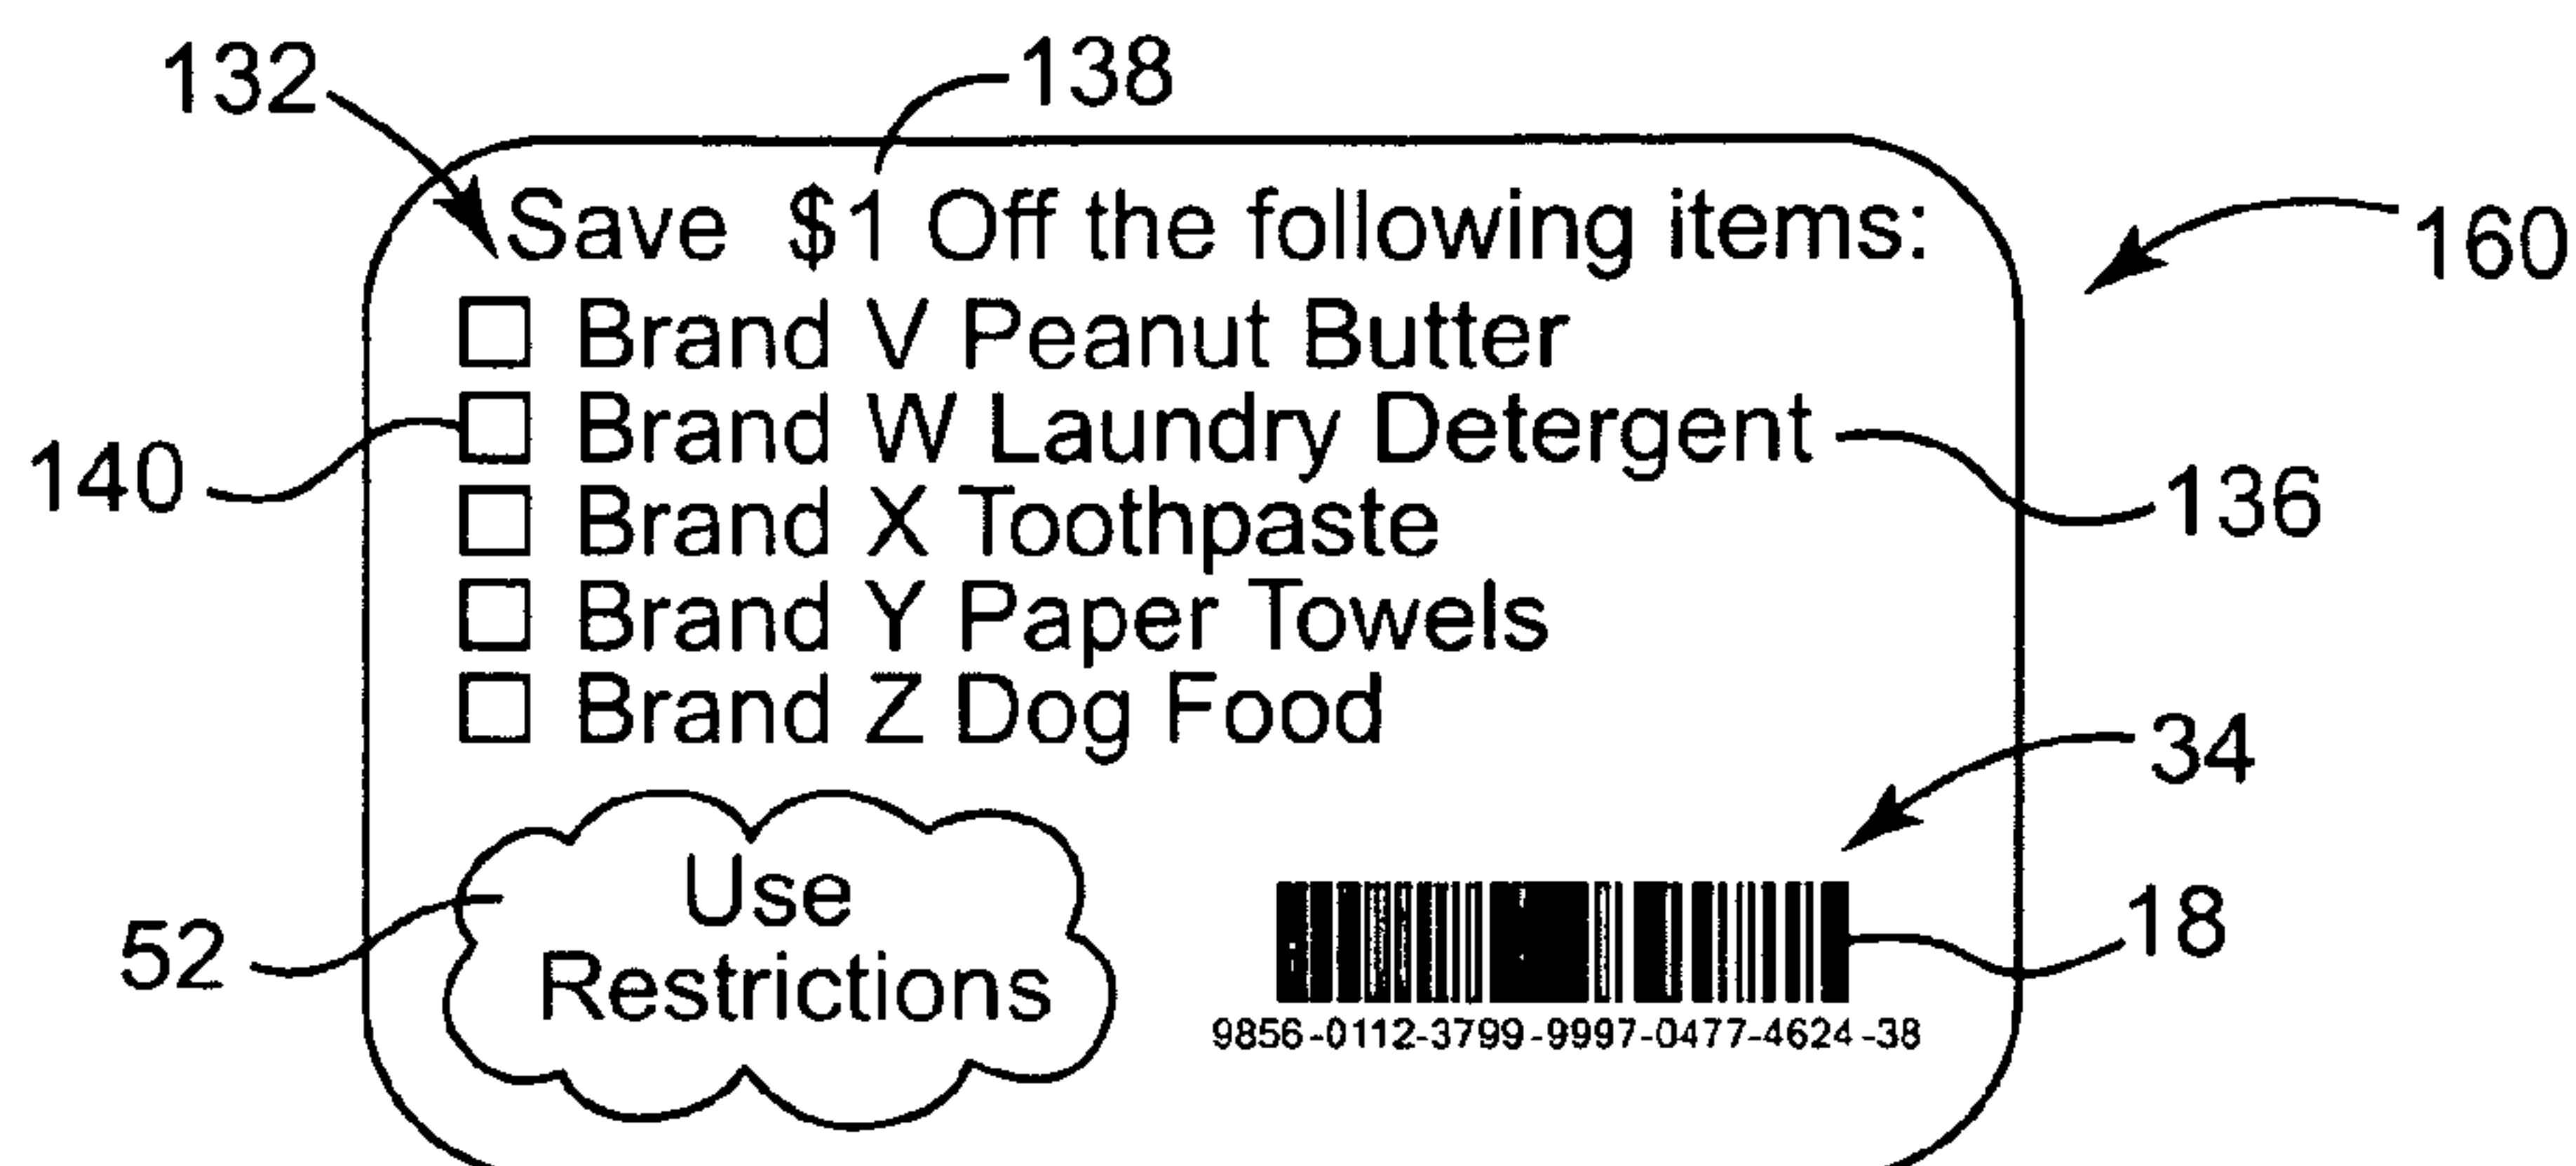 132
138
Save $1 Off the following items:
160
Brand V Peanut Butter
140
Brand W Laundry Detergent
136
Brand X Toothpaste
Brand Y Paper Towels
Brand Z Dog Food
34
Use
Restrictions
52
18
9856-0112-3799-9997-0477-4624-38